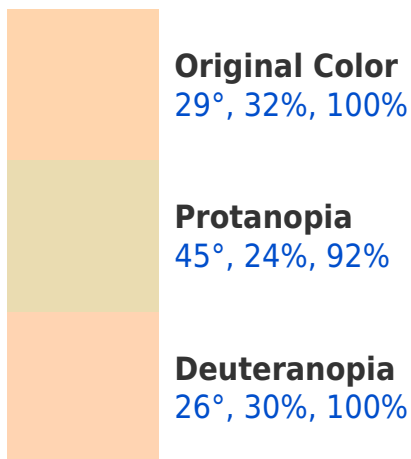 Original Color
29°, 32%, 100%
Protanopia
45°, 24%, 92%
Deuteranopia
26°, 30%, 100%